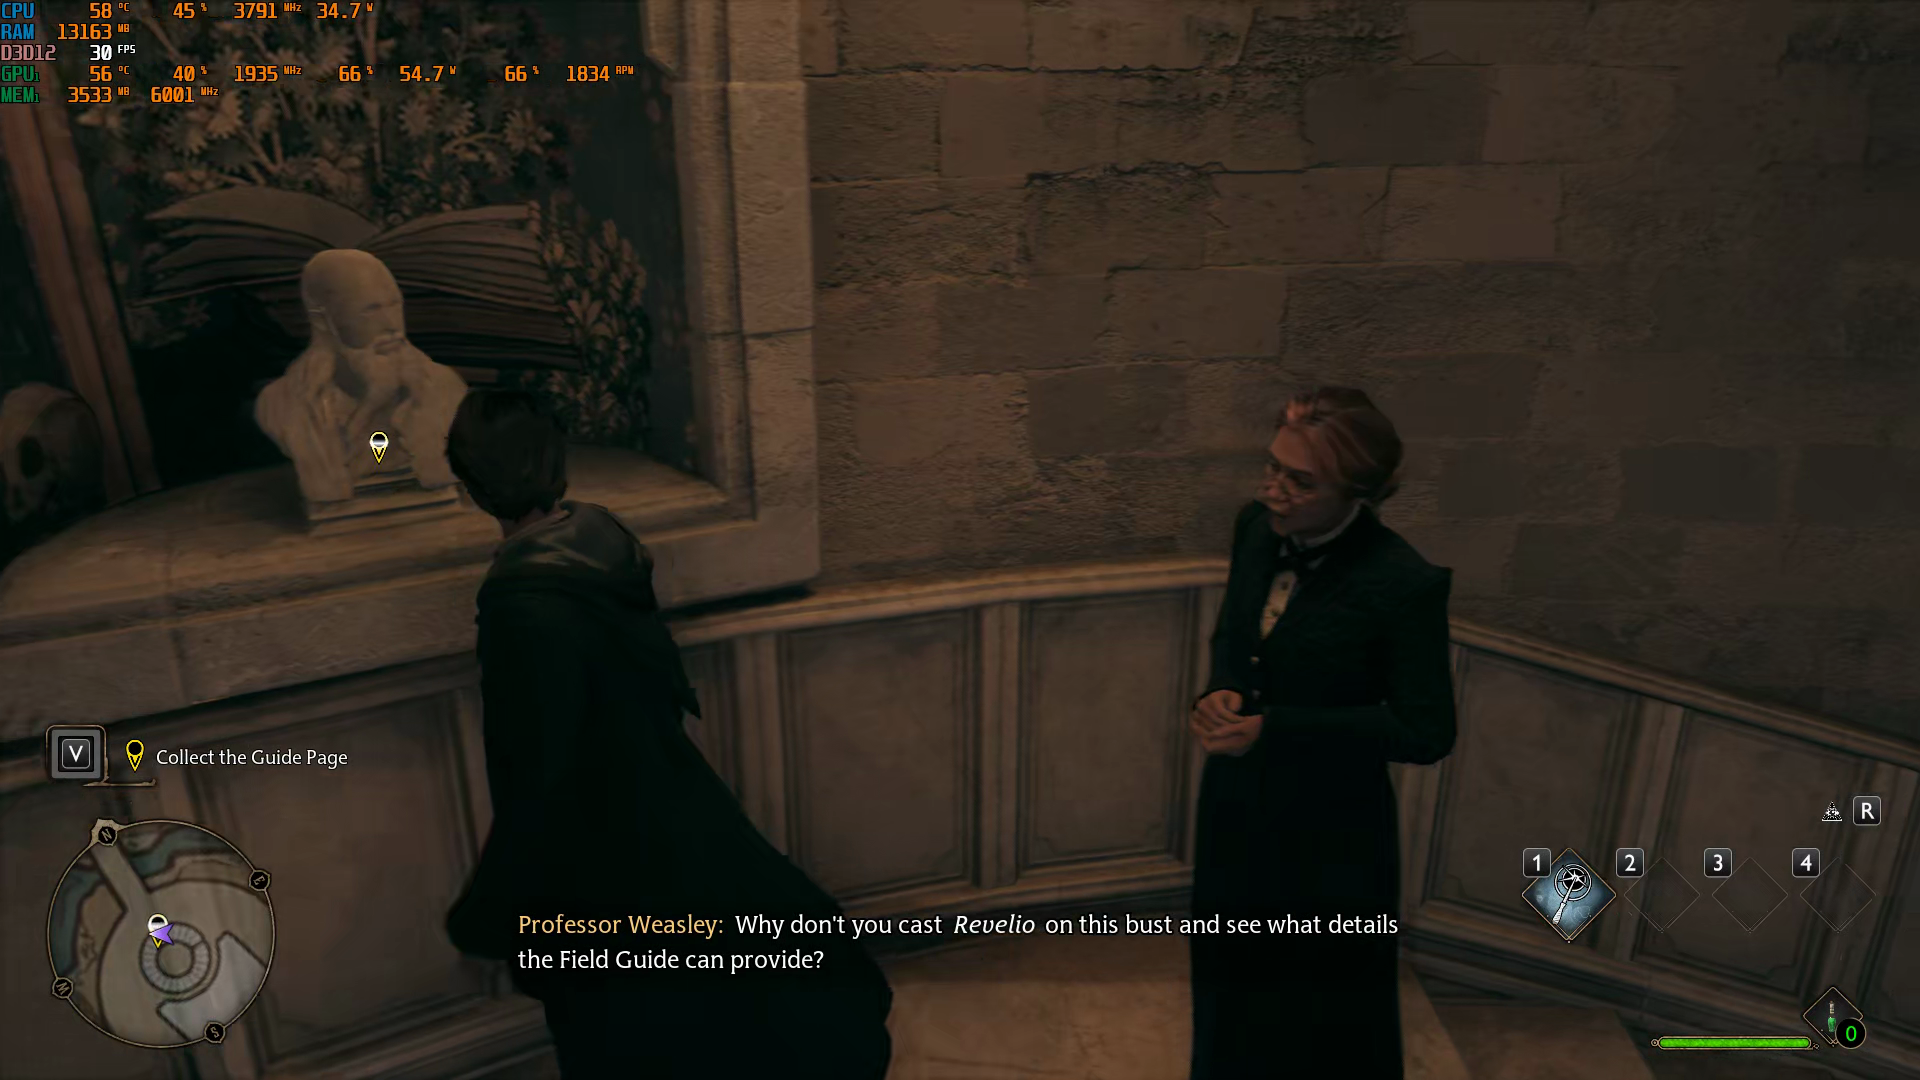 CPU 58 °C 45 % 3791 MHz 34.7 W
RAM 13163 MB
D3D12 30 FPS
GPU1 56 °C 40 % 1935 MHz 66 % 54.7 W 66 % 1834 RPM
MEM1 3533 MB 6001 MHz
V Collect the Guide Page
N
E
W
S
R
1 2 3 4
Professor Weasley: Why don't you cast Revelio on this bust and see what details
the Field Guide can provide?
0